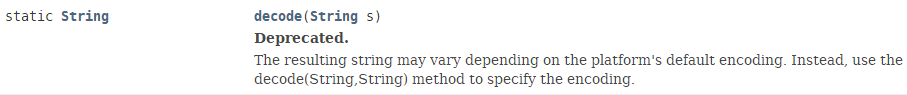 static String decode(String s)
Deprecated.
The resulting string may vary depending on the platform's default encoding. Instead, use the
decode(String,String) method to specify the encoding.